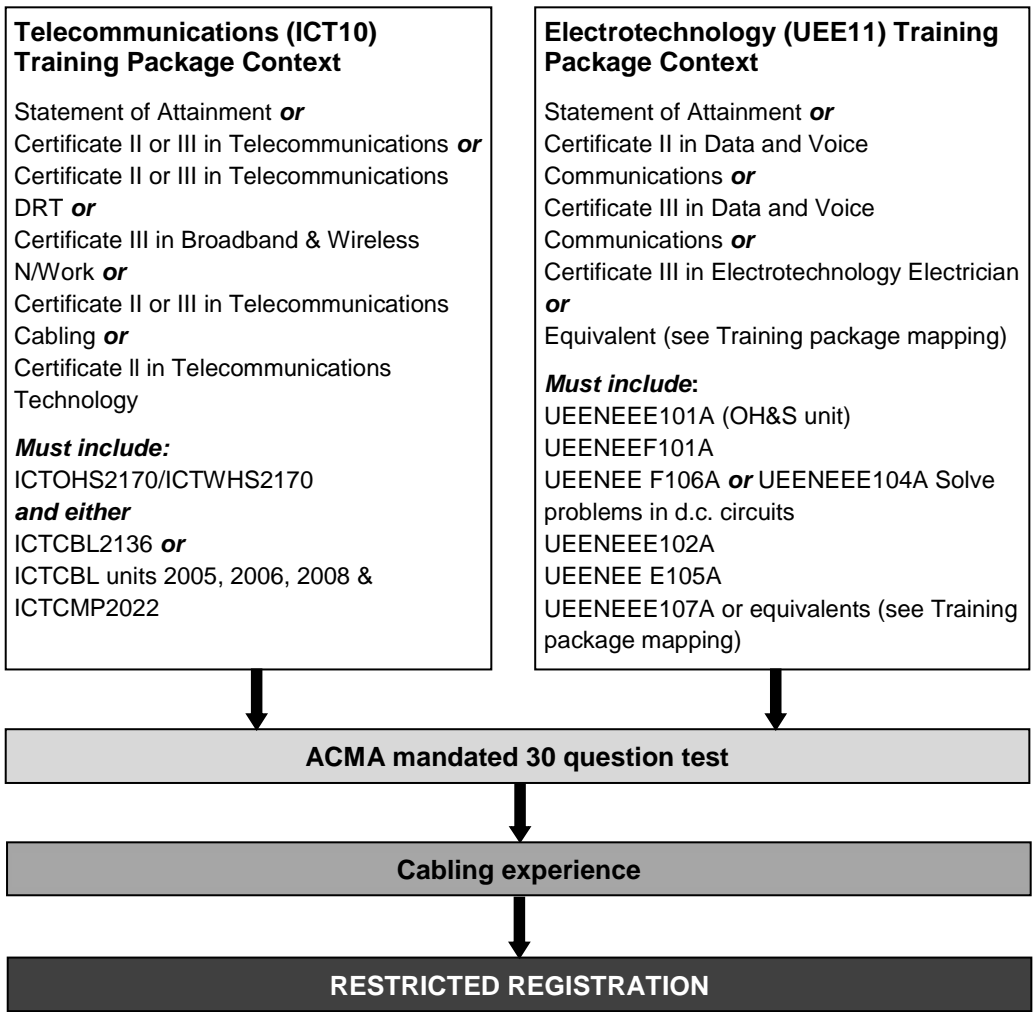 Telecommunications (ICT10)
Training Package Context
Statement of Attainment or
Certificate II or III in Telecommunications or
Certificate II or III in Telecommunications
DRT or
Certificate III in Broadband & Wireless
N/Work or
Certificate II or III in Telecommunications
Cabling or
Certificate ll in Telecommunications
Technology
Must include:
ICTOHS2170/ICTWHS2170
and either
ICTCBL2136 or
ICTCBL units 2005, 2006, 2008 &
ICTCMP2022
Electrotechnology (UEE11) Training
Package Context
Statement of Attainment or
Certificate II in Data and Voice
Communications or
Certificate III in Data and Voice
Communications or
Certificate III in Electrotechnology Electrician
or
Equivalent (see Training package mapping)
Must include:
UEENEEE101A (OH&S unit)
UEENEEF101A
UEENEE F106A or UEENEEE104A Solve
problems in d.c. circuits
UEENEEE102A
UEENEE E105A
UEENEEE107A or equivalents (see Training
package mapping)
ACMA mandated 30 question test
Cabling experience
RESTRICTED REGISTRATION